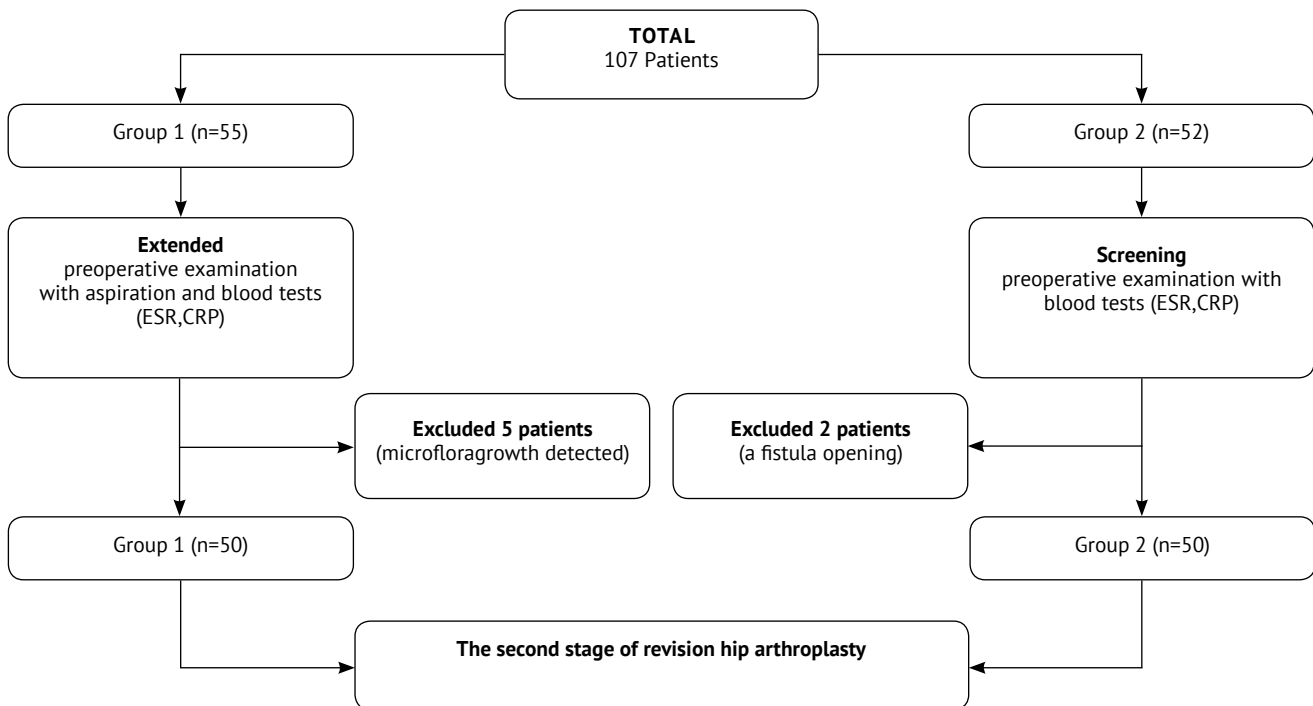 TOTAL
107 Patients
Group 1 (n=55)
Group 2 (n=52)
Extended
preoperative examination
with aspiration and blood tests
(ESR,CRP)
Screening
preoperative examination with
blood tests (ESR,CRP)
Excluded 5 patients
(microfloragrowth detected)
Excluded 2 patients
(a fistula opening)
Group 1 (n=50)
Group 2 (n=50)
The second stage of revision hip arthroplasty